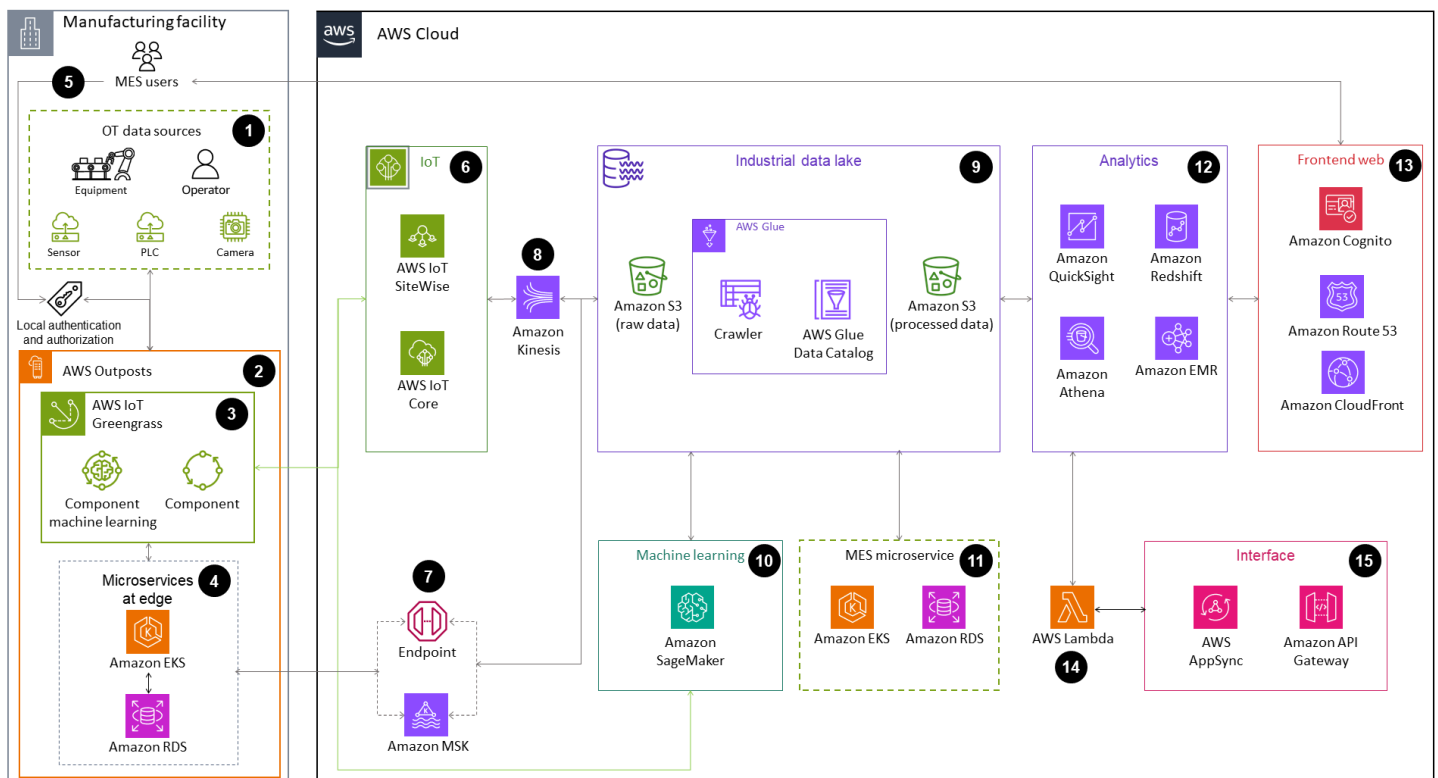 Manufacturing facility
MES users
5
OT data sources
1
Equipment
Operator
Sensor
PLC
Camera
Local authentication
and authorization
AWS Outposts
2
AWS IoT
Greengrass
3
Component
machine learning
Component
Microservices
at edge
4
Amazon EKS
Amazon RDS
aws
AWS Cloud
IoT
6
AWS IoT
SiteWise
AWS IoT
Core
8
Amazon
Kinesis
7
Endpoint
Amazon MSK
Industrial data lake
9
Amazon S3
(raw data)
AWS Glue
Crawler
AWS Glue
Data Catalog
Amazon S3
(processed data)
Machine learning
10
Amazon
SageMaker
MES microservice
11
Amazon EKS
Amazon RDS
Analytics
12
Amazon
QuickSight
Amazon
Redshift
Amazon
Athena
Amazon EMR
Frontend web
13
Amazon Cognito
53
Amazon Route 53
Amazon CloudFront
AWS Lambda
14
Interface
15
AWS
AppSync
Amazon API
Gateway